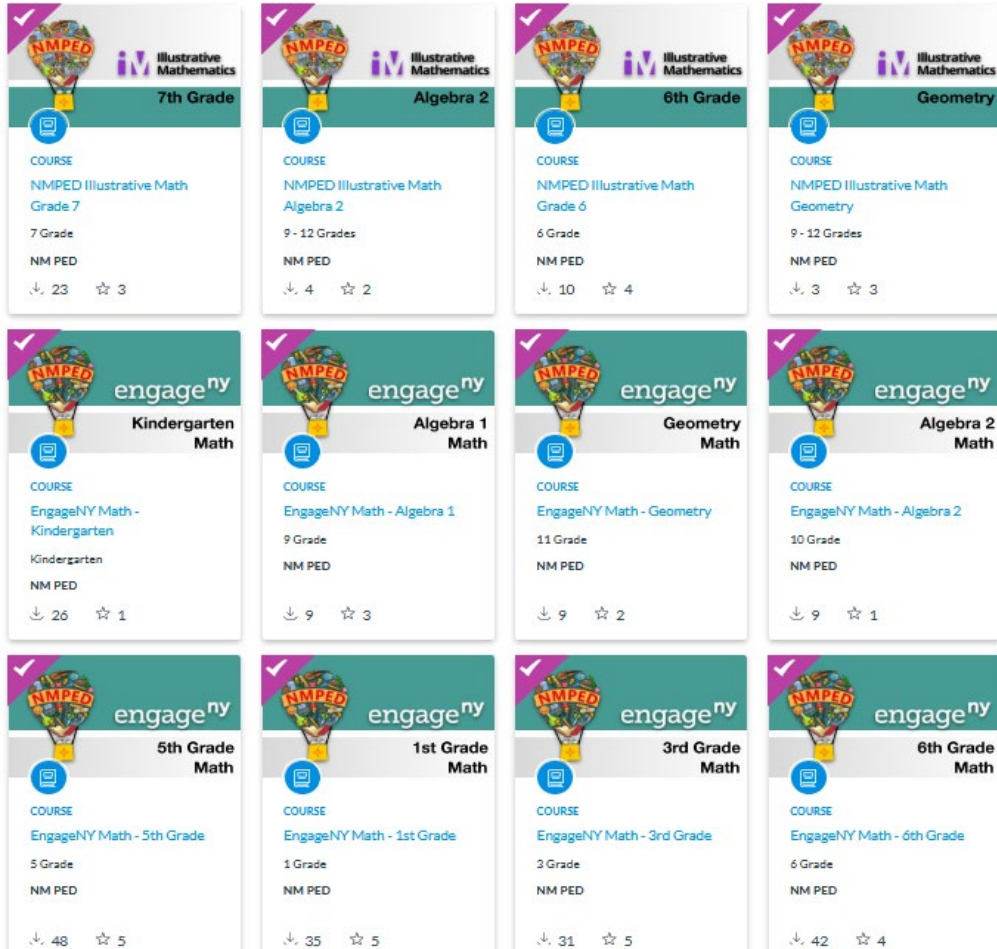 NMPED
Illustrative
Mathematics
7th Grade
COURSE
NMPED Illustrative Math
Grade 7
7 Grade
NM PED
23 3
NMPED
Illustrative
Mathematics
Algebra 2
COURSE
NMPED Illustrative Math
Algebra 2
9 - 12 Grades
NM PED
4 2
NMPED
Illustrative
Mathematics
6th Grade
COURSE
NMPED Illustrative Math
Grade 6
6 Grade
NM PED
10 4
NMPED
Illustrative
Mathematics
Geometry
COURSE
NMPED Illustrative Math
Geometry
9 - 12 Grades
NM PED
3 3
NMPED
engage ny
Kindergarten
Math
COURSE
EngageNY Math -
Kindergarten
Kindergarten
NM PED
26 1
NMPED
engage ny
Algebra 1
Math
COURSE
EngageNY Math - Algebra 1
9 Grade
NM PED
9 3
NMPED
engage ny
Geometry
Math
COURSE
EngageNY Math - Geometry
11 Grade
NM PED
9 2
NMPED
engage ny
Algebra 2
Math
COURSE
EngageNY Math - Algebra 2
10 Grade
NM PED
9 1
NMPED
engage ny
5th Grade
Math
COURSE
EngageNY Math - 5th Grade
5 Grade
NM PED
48 5
NMPED
engage ny
1st Grade
Math
COURSE
EngageNY Math - 1st Grade
1 Grade
NM PED
35 5
NMPED
engage ny
3rd Grade
Math
COURSE
EngageNY Math - 3rd Grade
3 Grade
NM PED
31 5
NMPED
engage ny
6th Grade
Math
COURSE
EngageNY Math - 6th Grade
6 Grade
NM PED
42 4